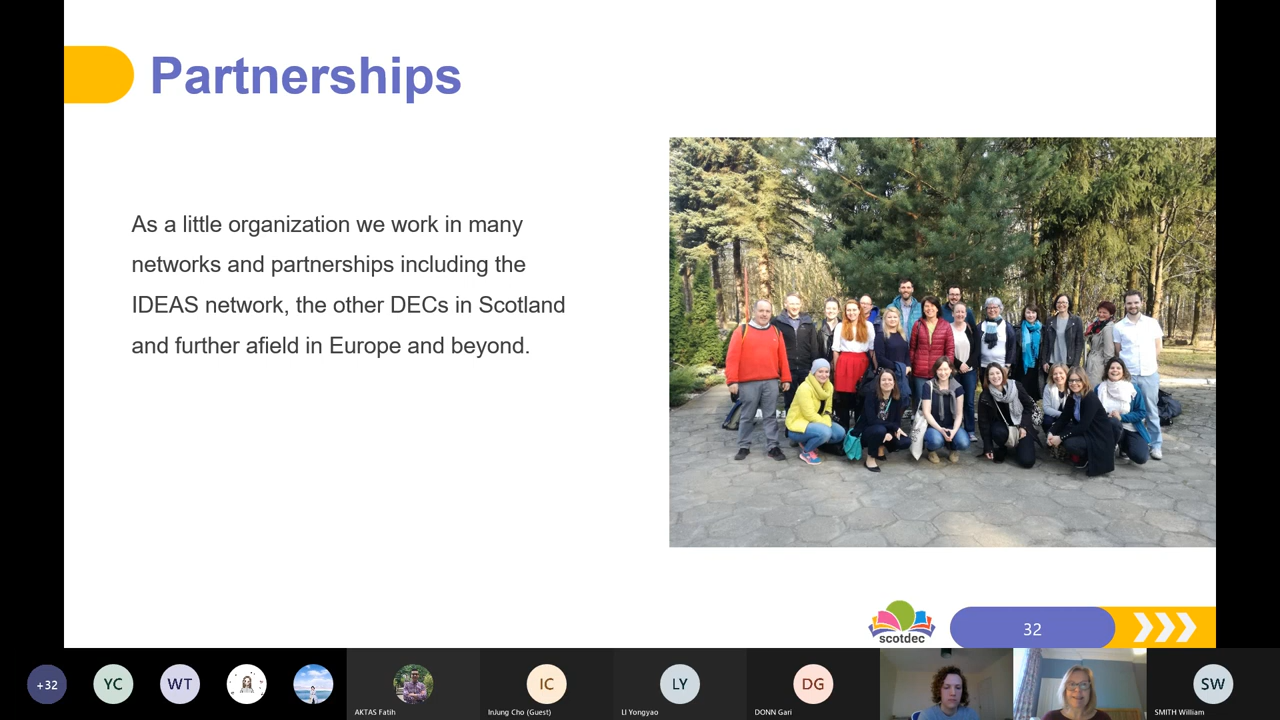 Partnerships
As a little organization we work in many
networks and partnerships including the
IDEAS network, the other DECs in Scotland
and further afield in Europe and beyond.
scotdec
32
+32
YC
WT
AKTAS Fatih
IC
InJung Cho (Guest)
LY
LI Yongyao
DG
DONN Gari
SW
SMITH William